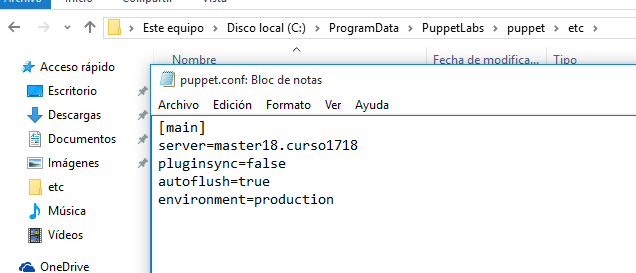 Archivo Inicio Compartir Vista
Este equipo > Disco local (C:) > ProgramData > PuppetLabs > puppet > etc >
Nombre Fecha de modifica... Tipo
Acceso rápido
Escritorio
Descargas
Documentos
Imágenes
etc
Música
Vídeos
OneDrive
puppet.conf: Bloc de notas
Archivo Edición Formato Ver Ayuda
[main]
server=master18.curso1718
pluginsync=false
autoflush=true
environment=production